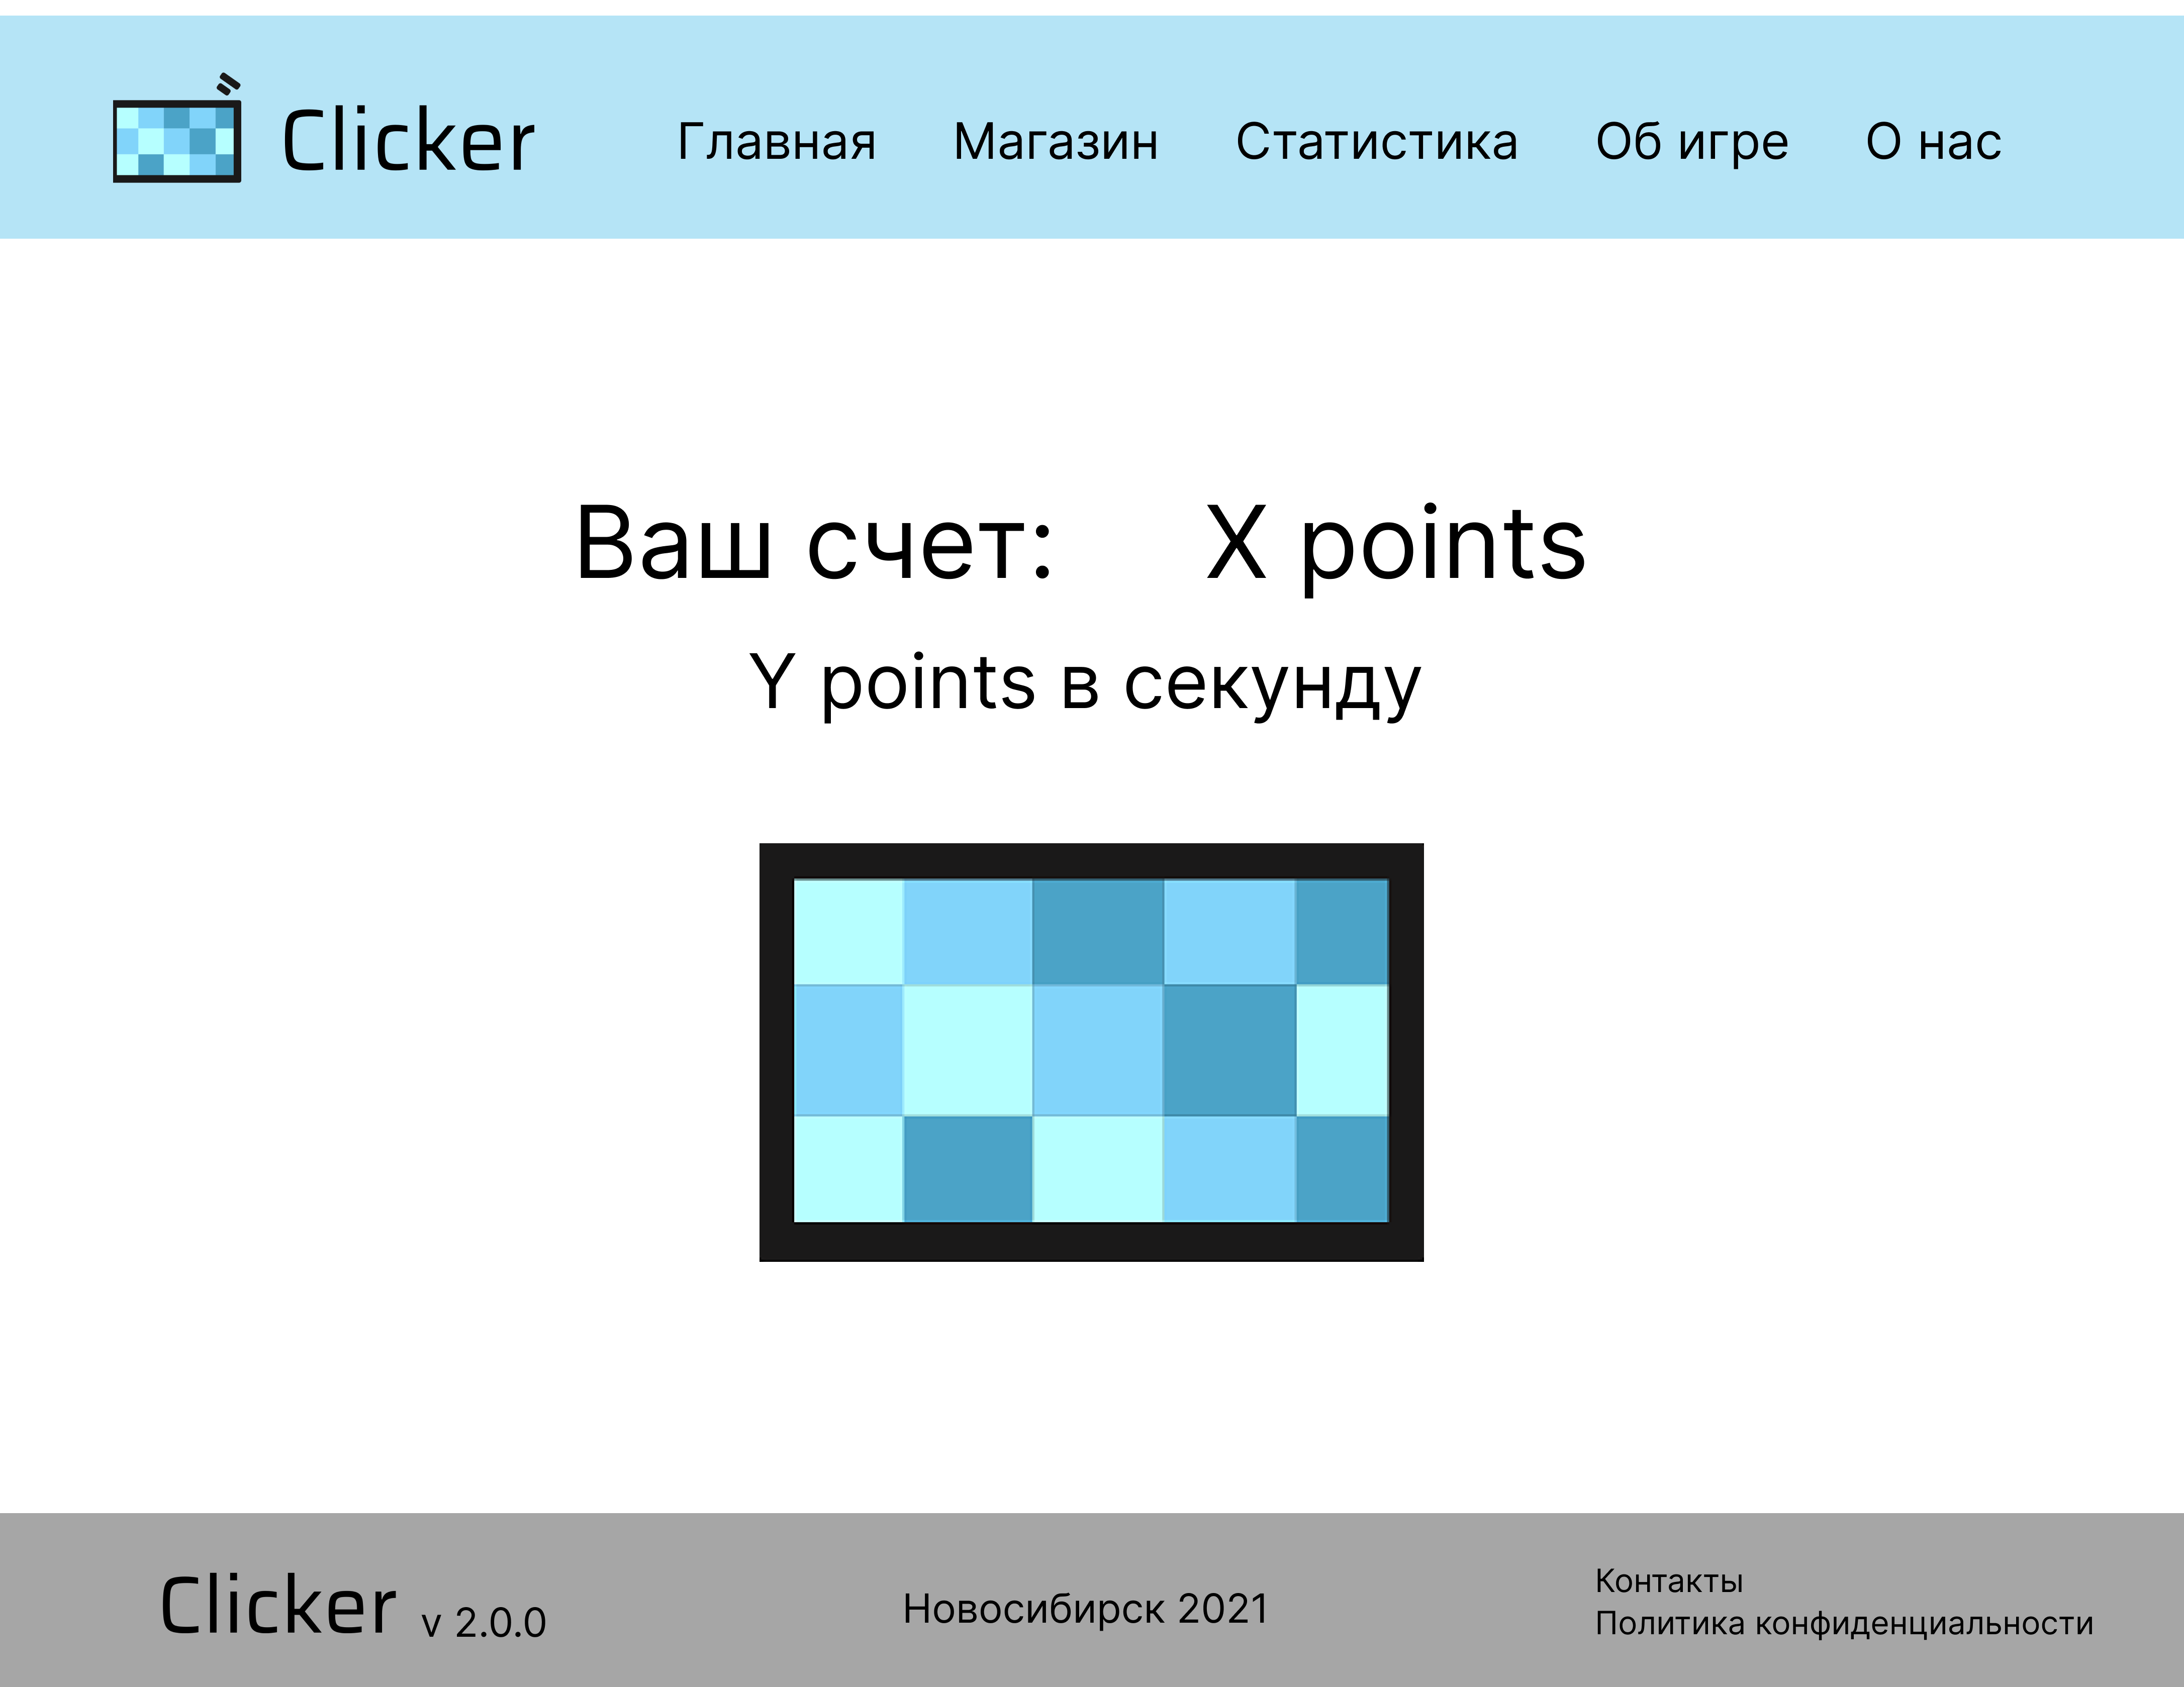 Clicker Главная Магазин Статистика Об игре О нас
Ваш счет: X points
Y points в секунду
Clicker v 2.0.0
Новосибирск 2021
Контакты
Политика конфиденциальности